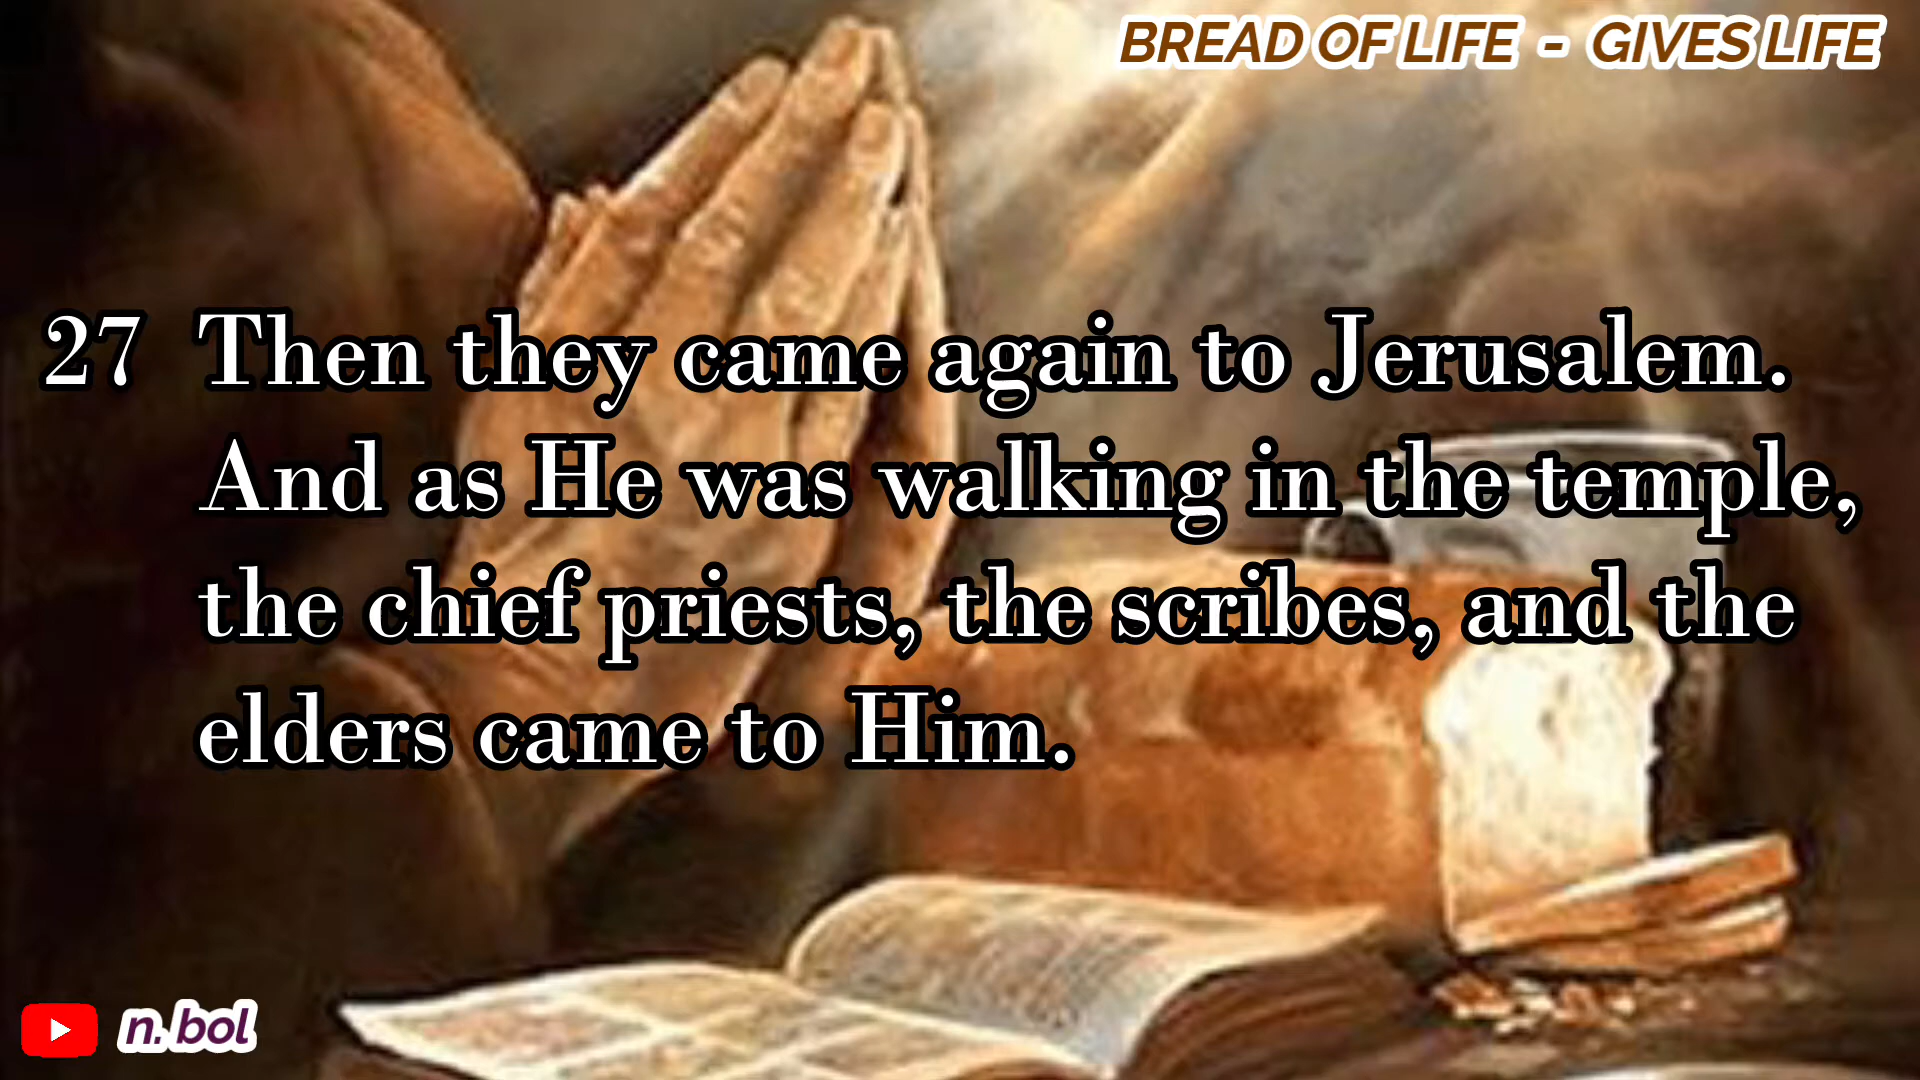 BREAD OF LIFE - GIVES LIFE
27 Then they came again to Jerusalem.
And as He was walking in the temple,
the chief priests, the scribes, and the
elders came to Him.
n.bol